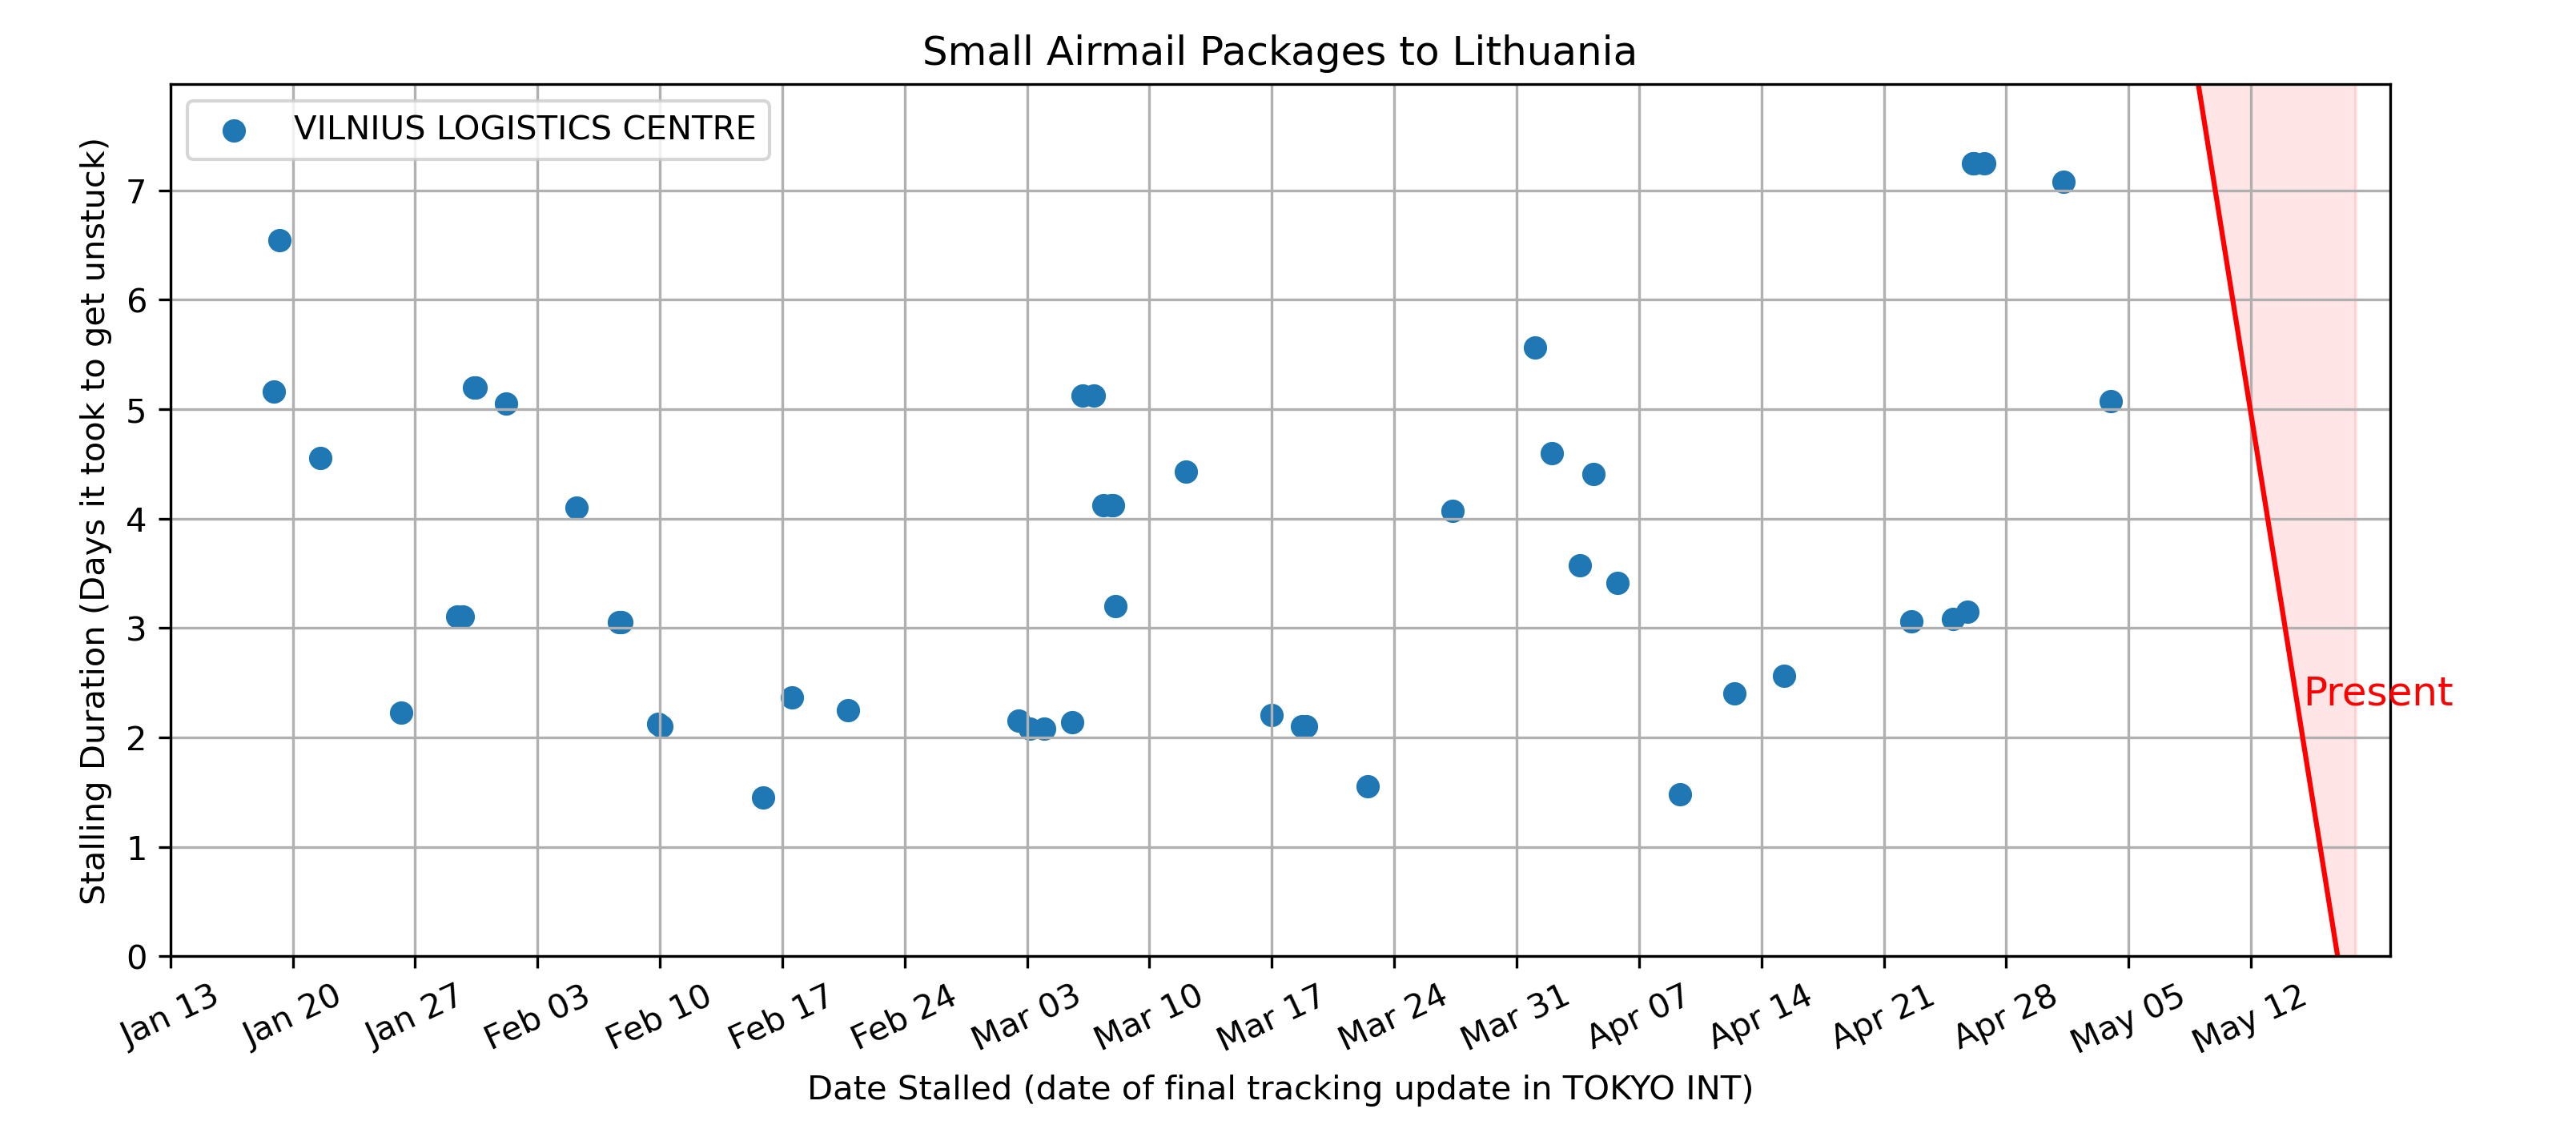 Small Airmail Packages to Lithuania
VILNIUS LOGISTICS CENTRE
Stalling Duration (Days it took to get unstuck)
7
6
5
4
3
2
1
0
Present
Jan 13
Jan 20
Jan 27
Feb 03
Feb 10
Feb 17
Feb 24
Mar 03
Mar 10
Mar 17
Mar 24
Mar 31
Apr 07
Apr 14
Apr 21
Apr 28
May 05
May 12
Date Stalled (date of final tracking update in TOKYO INT)